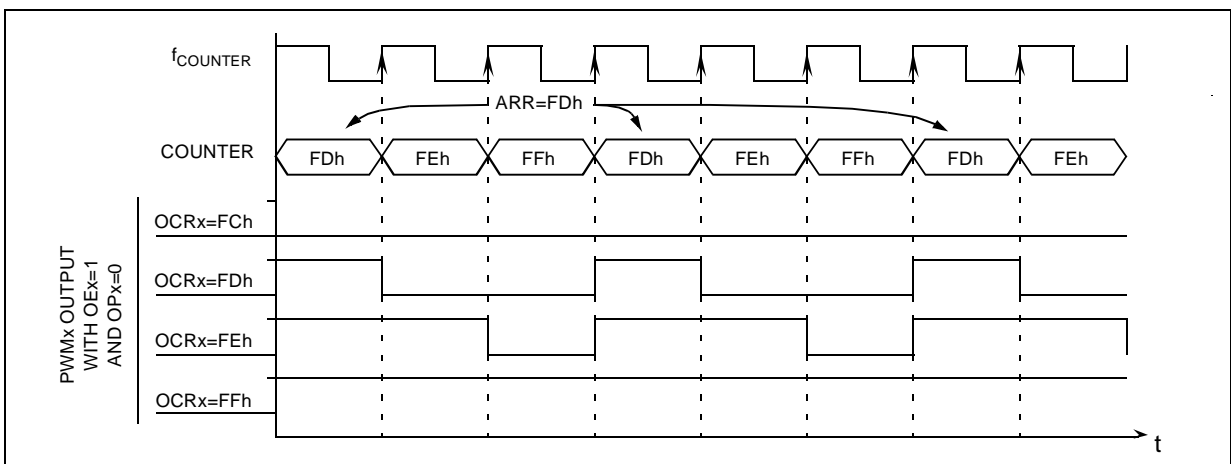 fCOUNTER
ARR=FDh
COUNTER
FDh FEh FFh FDh FEh FFh FDh FEh
PWMx OUTPUT
WITH OEx=1
AND OPx=0
OCRx=FCh
OCRx=FDh
OCRx=FEh
OCRx=FFh
t